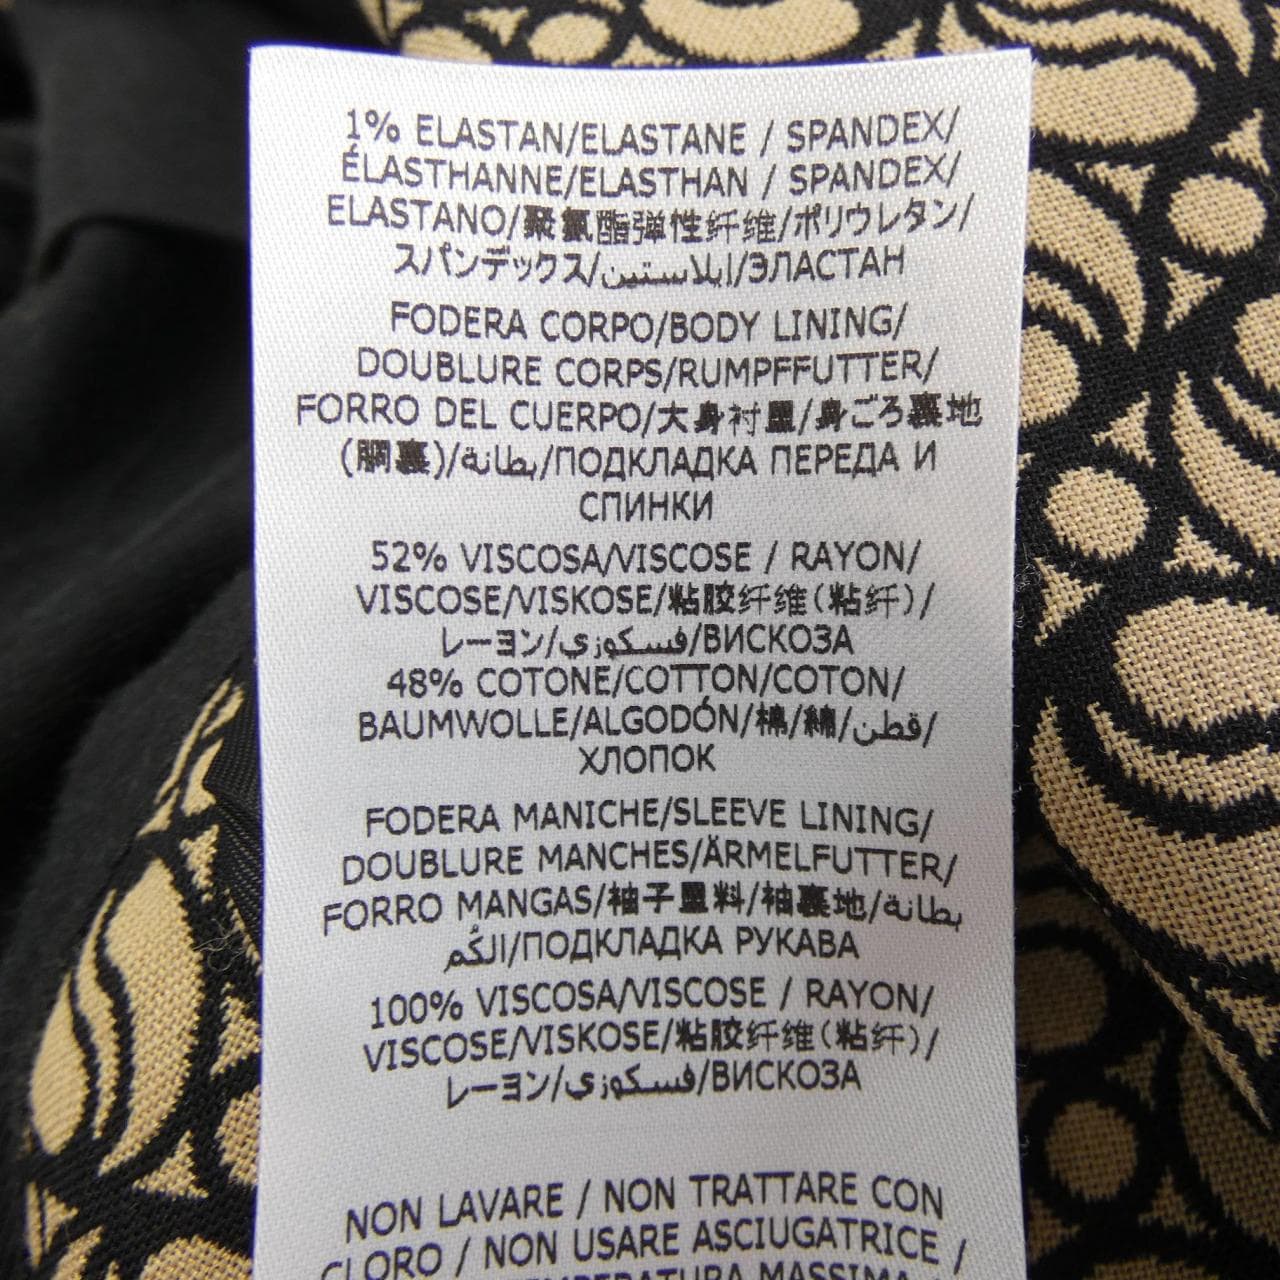 1% ELASTAN/ELASTANE / SPANDEX/
ÉLASTHANNE/ELASTHAN / SPANDEX/
ELASTANO/聚氨酯弹性纤维/ポリウレタン/
スパンデックス/إيلاستين/ЭЛАСТАН
FODERA CORPO/BODY LINING/
DOUBLURE CORPS/RUMPFFUTTER/
FORRO DEL CUERPO/大身衬里/身ごろ裏地
(胴裏)/بطانة/ПОДКЛАДКА ПЕРЕДА И
СПИНКИ
52% VISCOSA/VISCOSE / RAYON/
VISCOSE/VISKOSE/粘胶纤维(粘纤)/
レーヨン/فسكوزي/ВИСКОЗА
48% COTONE/COTTON/COTON/
BAUMWOLLE/ALGODÓN/棉/綿/قطن/
ХЛОПОК
FODERA MANICHE/SLEEVE LINING/
DOUBLURE MANCHES/ÄRMELFUTTER/
FORRO MANGAS/袖子里料/袖裏地/بطانة
الكُم/ПОДКЛАДКА РУКАВА
100% VISCOSA/VISCOSE / RAYON/
VISCOSE/VISKOSE/粘胶纤维(粘纤)/
レーヨン/فسكوزي/ВИСКОЗА
NON LAVARE / NON TRATTARE CON
CLORO / NON USARE ASCIUGATRICE /
TEMPERATURA MASSIMA